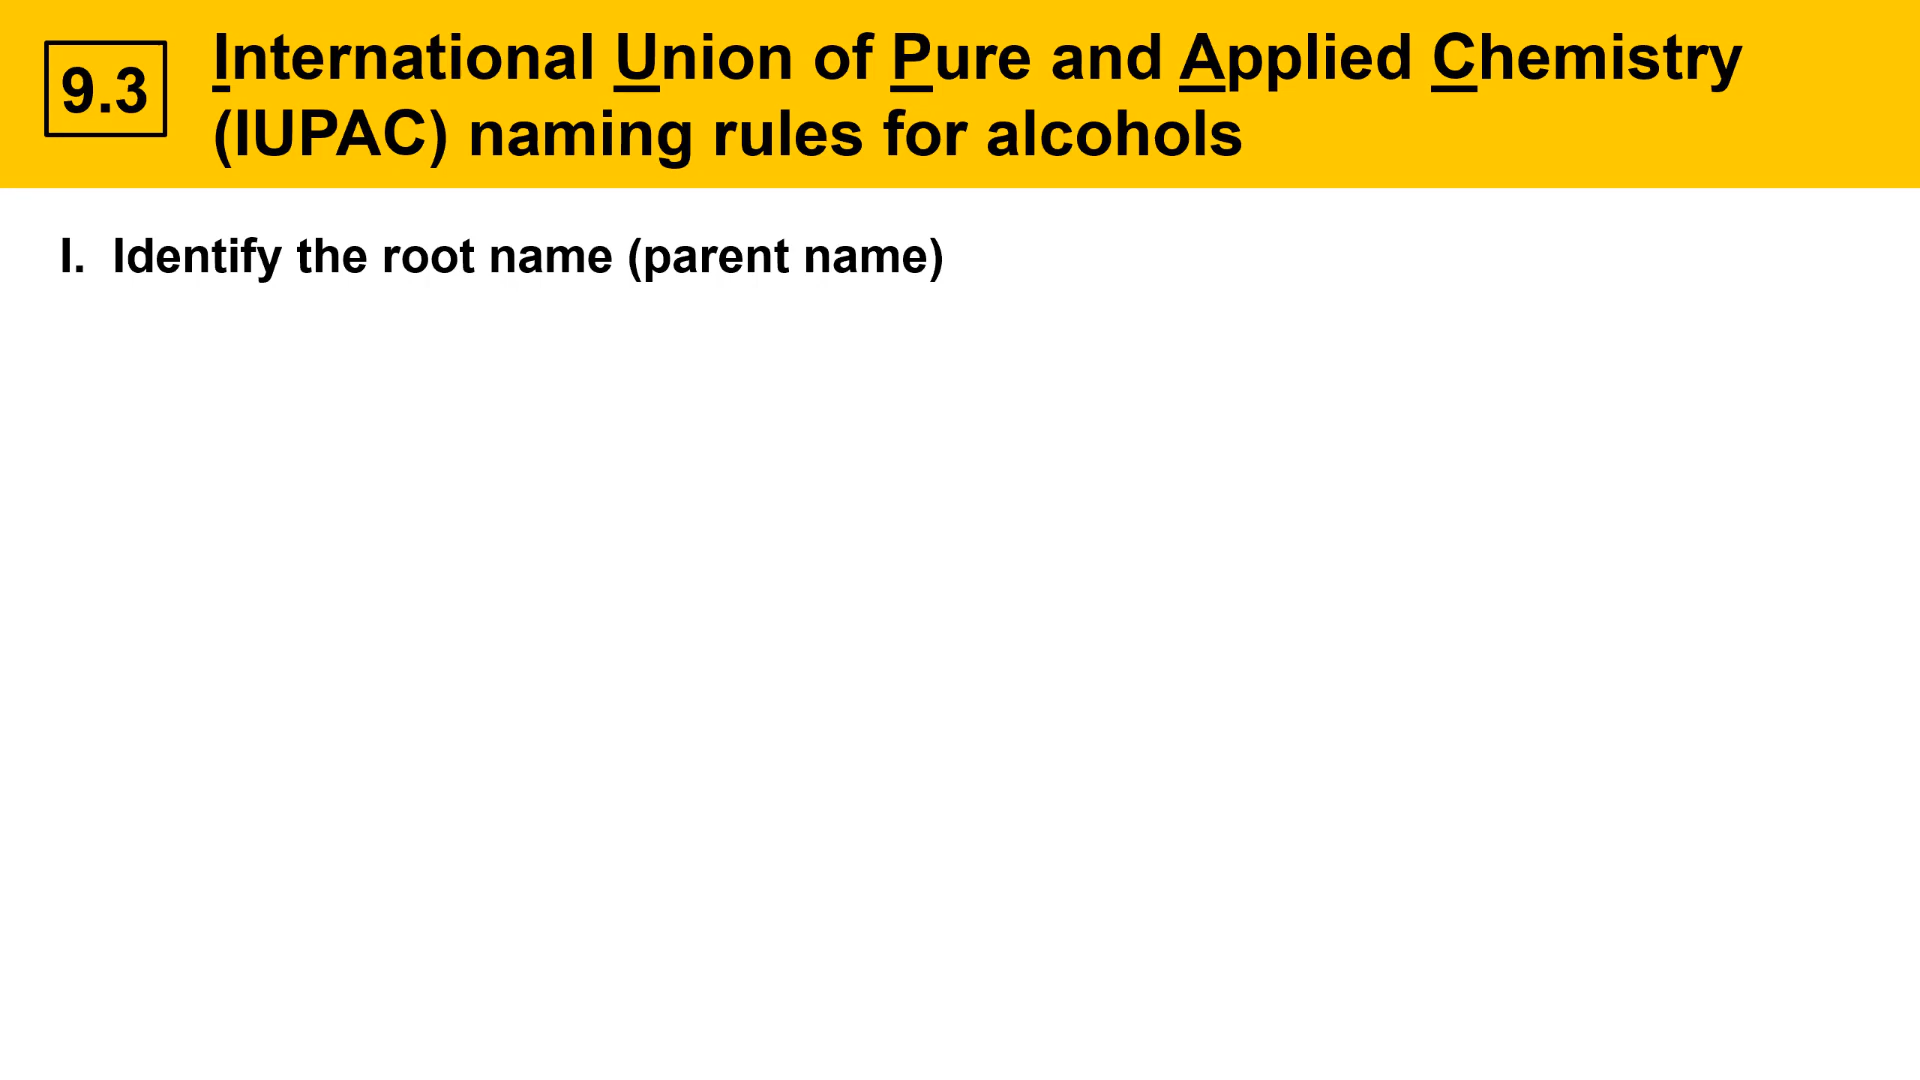 9.3
International Union of Pure and Applied Chemistry
(IUPAC) naming rules for alcohols
I. Identify the root name (parent name)